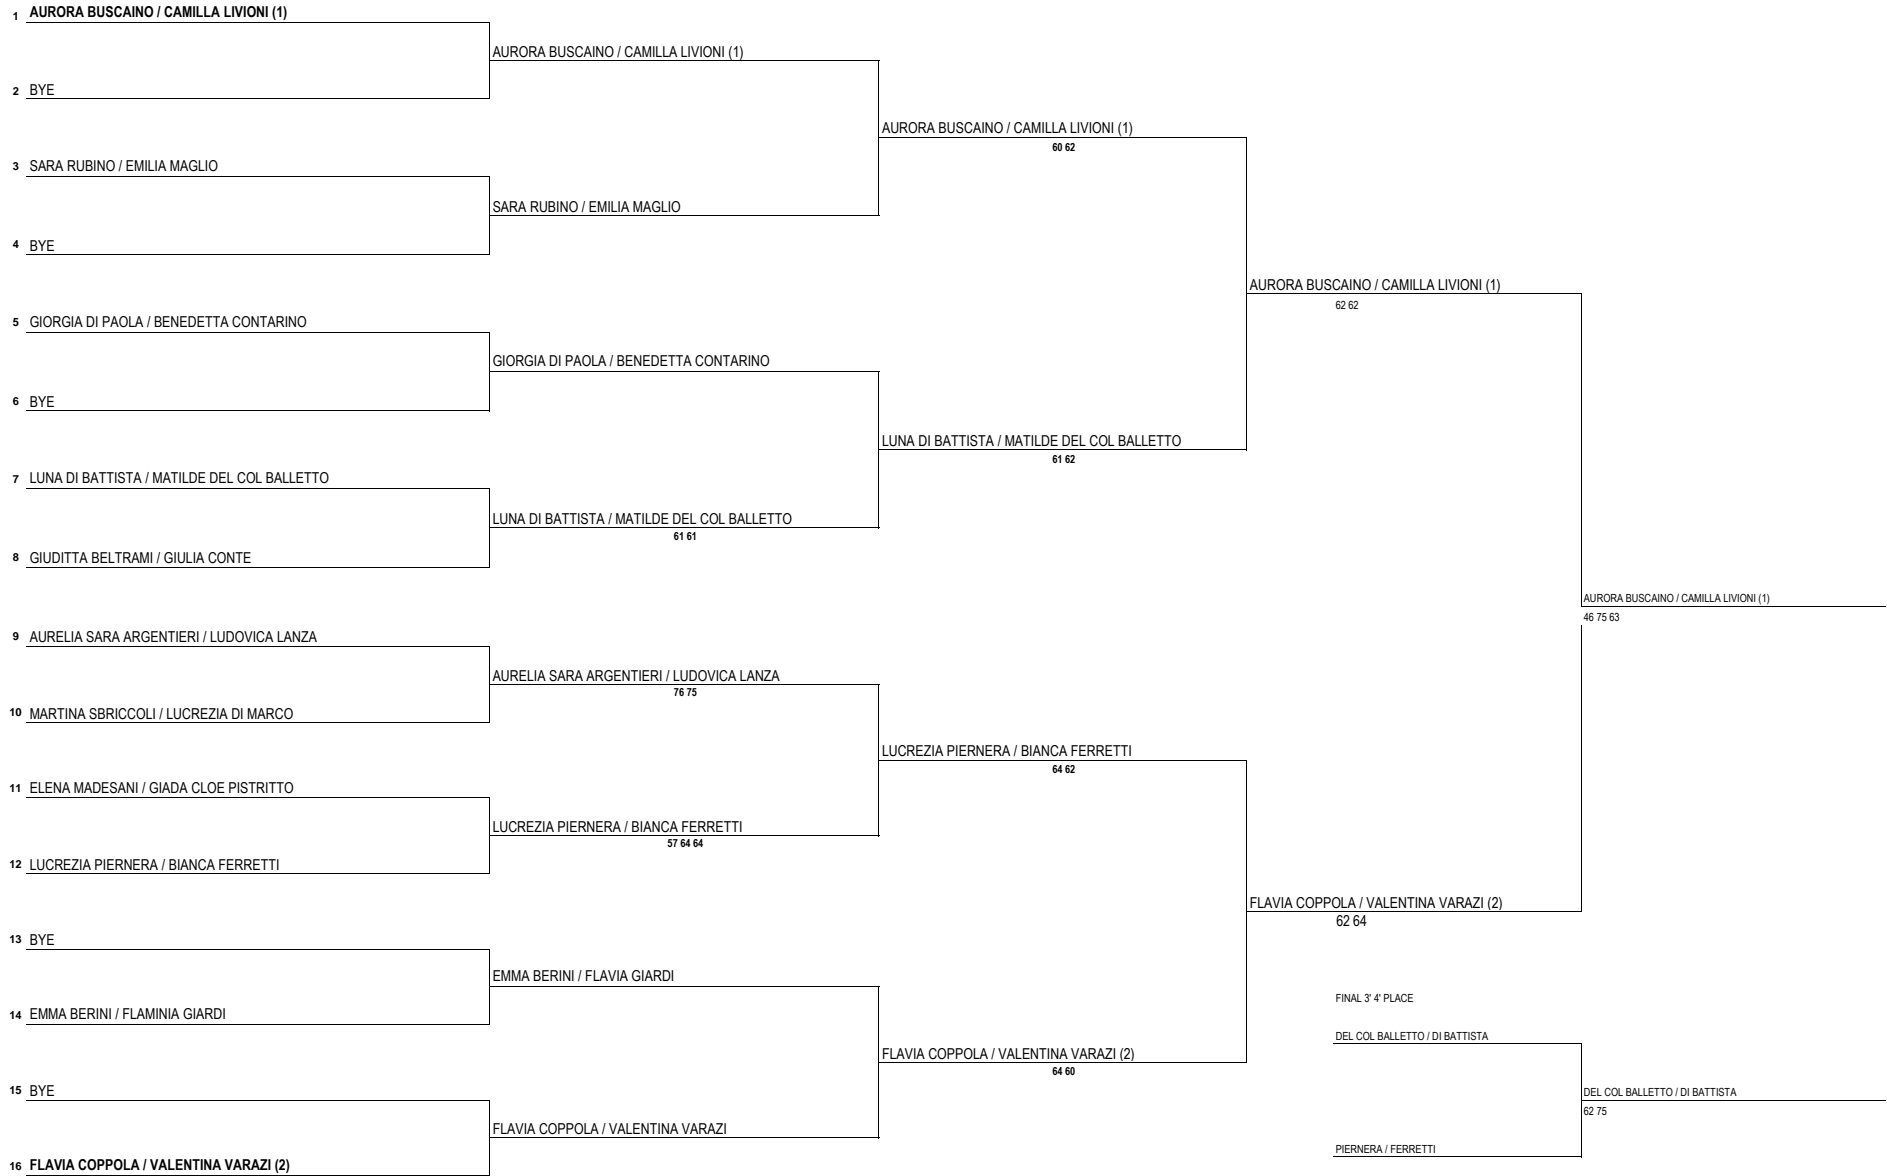 1 AURORA BUSCAINO / CAMILLA LIVIONI (1)
AURORA BUSCAINO / CAMILLA LIVIONI (1)
2 BYE
AURORA BUSCAINO / CAMILLA LIVIONI (1)
60 62
3 SARA RUBINO / EMILIA MAGLIO
SARA RUBINO / EMILIA MAGLIO
4 BYE
AURORA BUSCAINO / CAMILLA LIVIONI (1)
62 62
5 GIORGIA DI PAOLA / BENEDETTA CONTARINO
GIORGIA DI PAOLA / BENEDETTA CONTARINO
6 BYE
LUNA DI BATTISTA / MATILDE DEL COL BALLETTO
61 62
7 LUNA DI BATTISTA / MATILDE DEL COL BALLETTO
LUNA DI BATTISTA / MATILDE DEL COL BALLETTO
61 61
8 GIUDITTA BELTRAMI / GIULIA CONTE
AURORA BUSCAINO / CAMILLA LIVIONI (1)
46 75 63
9 AURELIA SARA ARGENTIERI / LUDOVICA LANZA
AURELIA SARA ARGENTIERI / LUDOVICA LANZA
76 75
10 MARTINA SBRICCOLI / LUCREZIA DI MARCO
LUCREZIA PIERNERA / BIANCA FERRETTI
64 62
11 ELENA MADESANI / GIADA CLOE PISTRITTO
LUCREZIA PIERNERA / BIANCA FERRETTI
57 64 64
12 LUCREZIA PIERNERA / BIANCA FERRETTI
FLAVIA COPPOLA / VALENTINA VARAZI (2)
62 64
13 BYE
EMMA BERINI / FLAVIA GIARDI
FINAL 3' 4' PLACE
14 EMMA BERINI / FLAMINIA GIARDI
DEL COL BALLETTO / DI BATTISTA
FLAVIA COPPOLA / VALENTINA VARAZI (2)
64 60
15 BYE
DEL COL BALLETTO / DI BATTISTA
62 75
FLAVIA COPPOLA / VALENTINA VARAZI
PIERNERA / FERRETTI
16 FLAVIA COPPOLA / VALENTINA VARAZI (2)